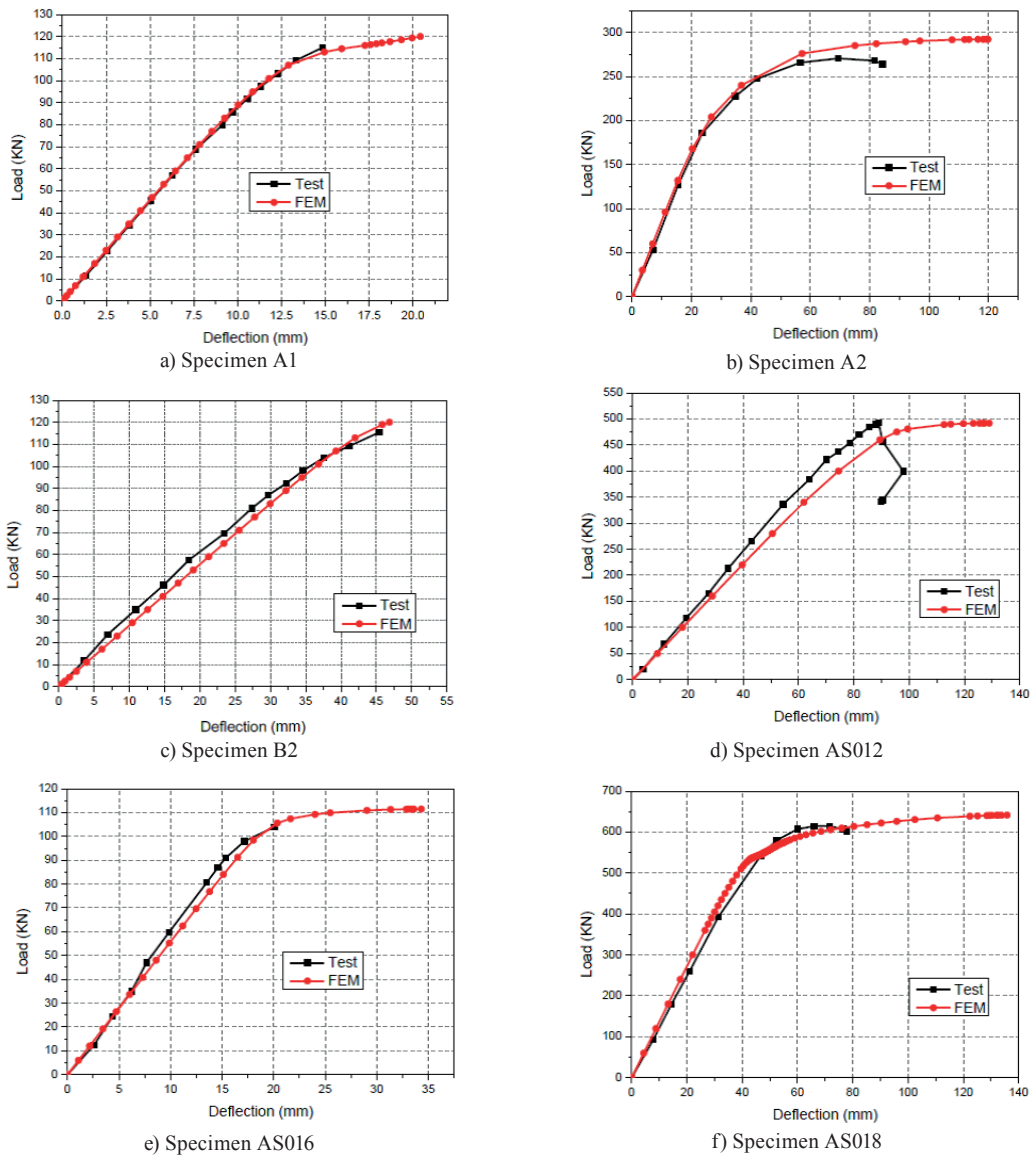 130
120
110
100
90
80
70
60
50
40
30
20
10
0
Load (KN)
Test
FEM
0.0 2.5 5.0 7.5 10.0 12.5 15.0 17.5 20.0
Deflection (mm)
a) Specimen A1
300
250
200
150
100
50
0
Load (KN)
Test
FEM
0 20 40 60 80 100 120
Deflection (mm)
b) Specimen A2
130
120
110
100
90
80
70
60
50
40
30
20
10
0
Load (KN)
Test
FEM
0 5 10 15 20 25 30 35 40 45 50 55
Deflection (mm)
c) Specimen B2
550
500
450
400
350
300
250
200
150
100
50
0
Load (KN)
Test
FEM
0 20 40 60 80 100 120 140
Deflection (mm)
d) Specimen AS012
120
110
100
90
80
70
60
50
40
30
20
10
0
Load (KN)
Test
FEM
0 5 10 15 20 25 30 35
Deflection (mm)
e) Specimen AS016
700
600
500
400
300
200
100
0
Load (KN)
Test
FEM
0 20 40 60 80 100 120 140
Deflection (mm)
f) Specimen AS018